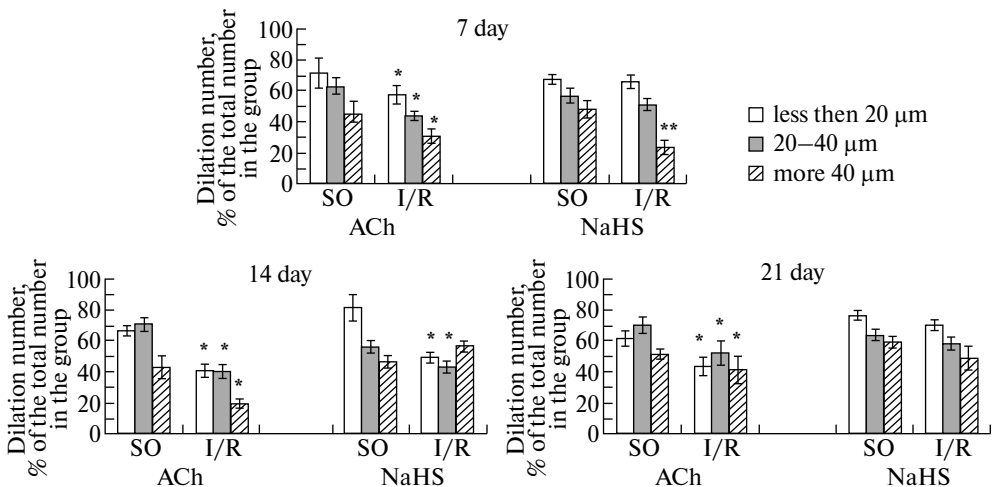 7 day
Dilation number,
% of the total number
in the group
100
80
60
40
20
0
* * * **
SO I/R SO I/R
ACh NaHS
less then 20 μm
20–40 μm
more 40 μm
14 day
Dilation number,
% of the total number
in the group
100
80
60
40
20
0
* * * * *
SO I/R SO I/R
ACh NaHS
21 day
Dilation number,
% of the total number
in the group
100
80
60
40
20
0
* * *
SO I/R SO I/R
ACh NaHS